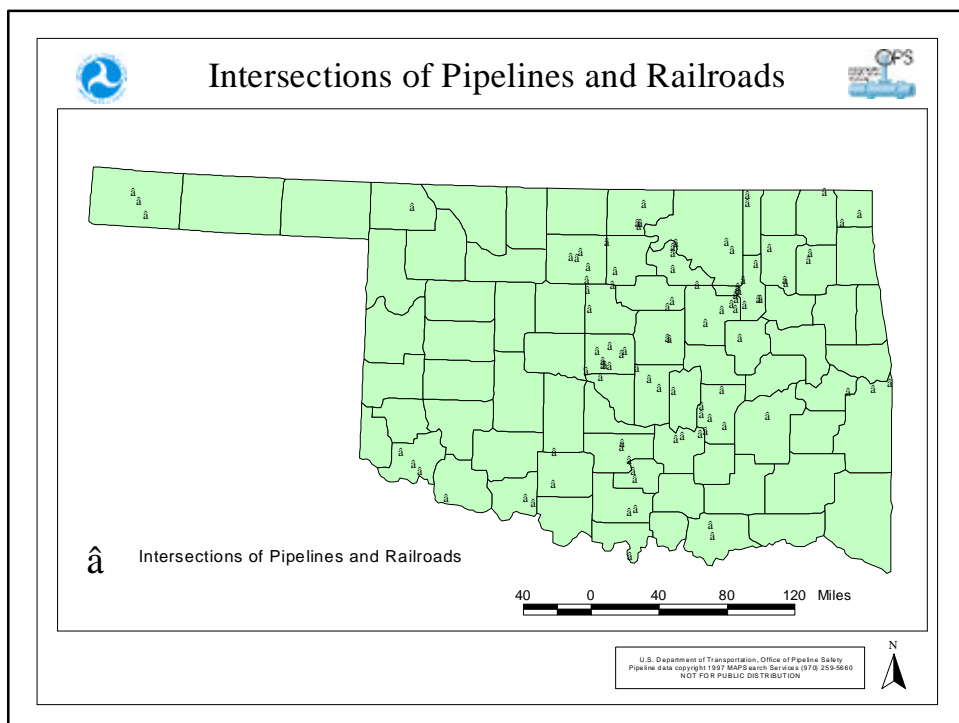 Intersections of Pipelines and Railroads
OPS
â Intersections of Pipelines and Railroads
40 0 40 80 120 Miles
U.S. Department of Transportation, Office of Pipeline Safety
Pipeline data copyright 1997 MAPSearch Services (970) 259-5660
NOT FOR PUBLIC DISTRIBUTION
N